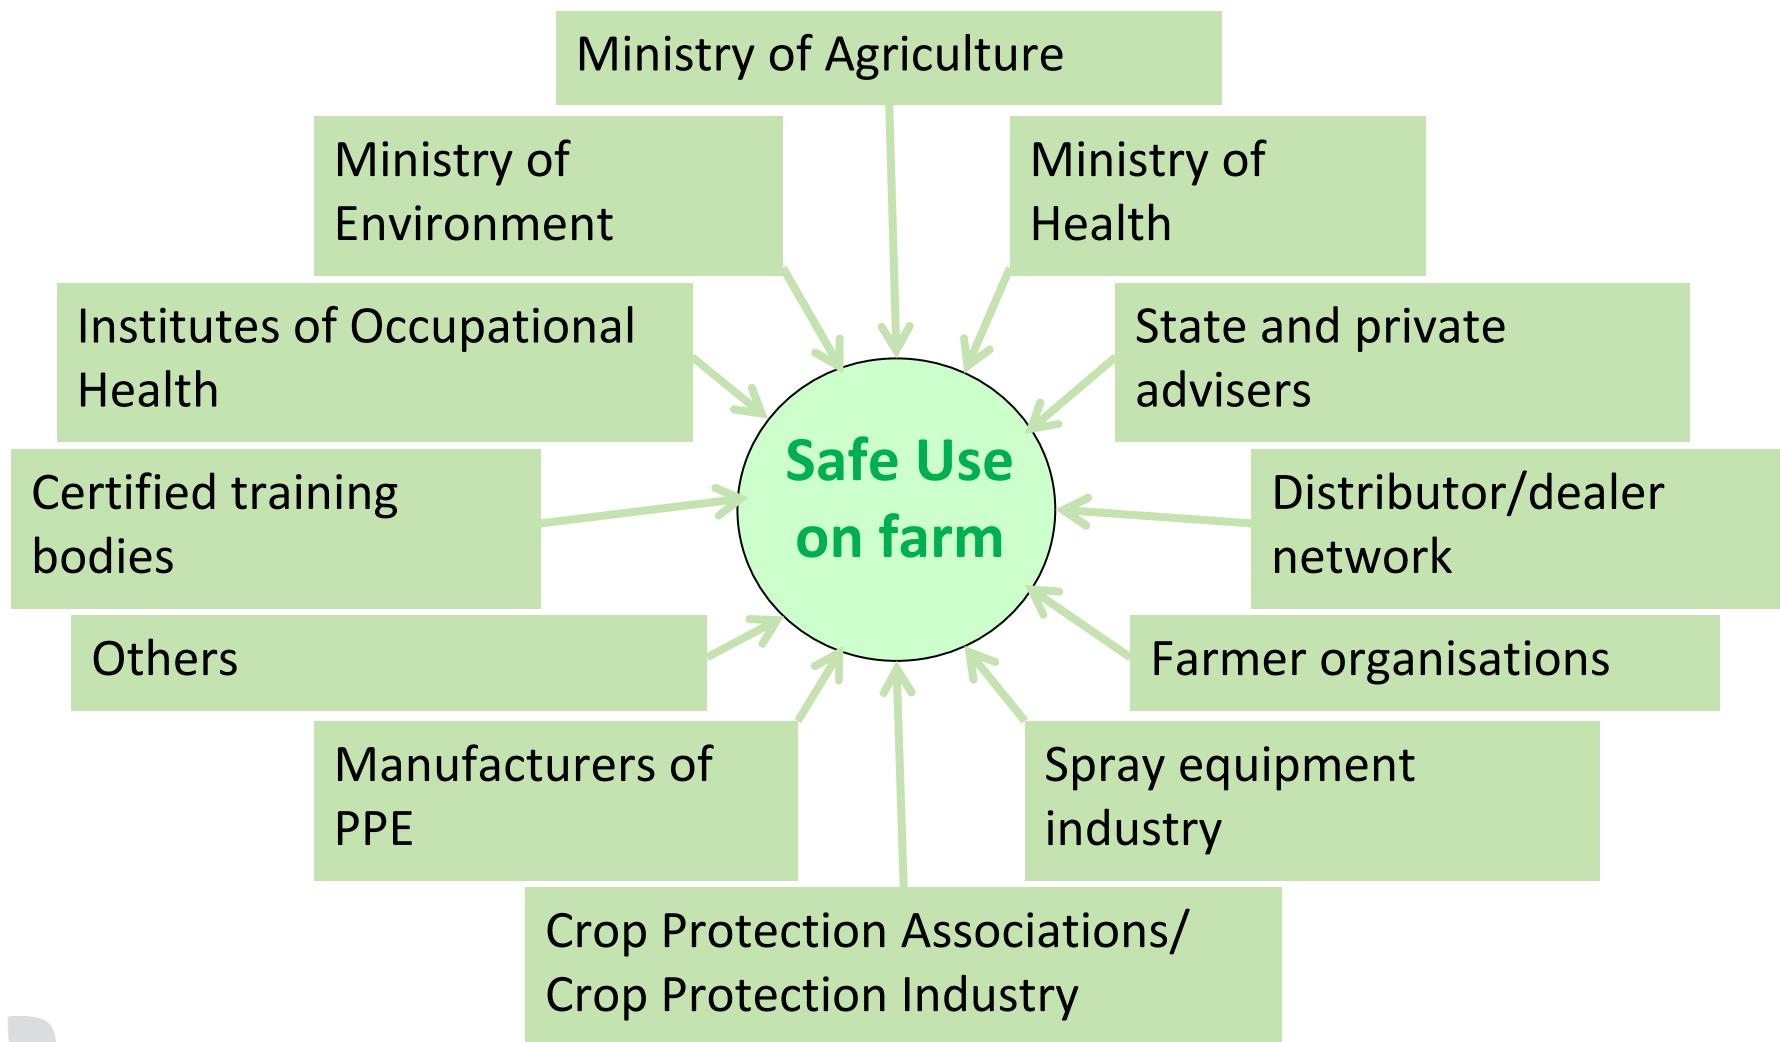 Ministry of Agriculture
Ministry of
Environment
Ministry of
Health
Institutes of Occupational
Health
State and private
advisers
Safe Use
on farm
Certified training
bodies
Distributor/dealer
network
Others
Farmer organisations
Manufacturers of
PPE
Spray equipment
industry
Crop Protection Associations/
Crop Protection Industry